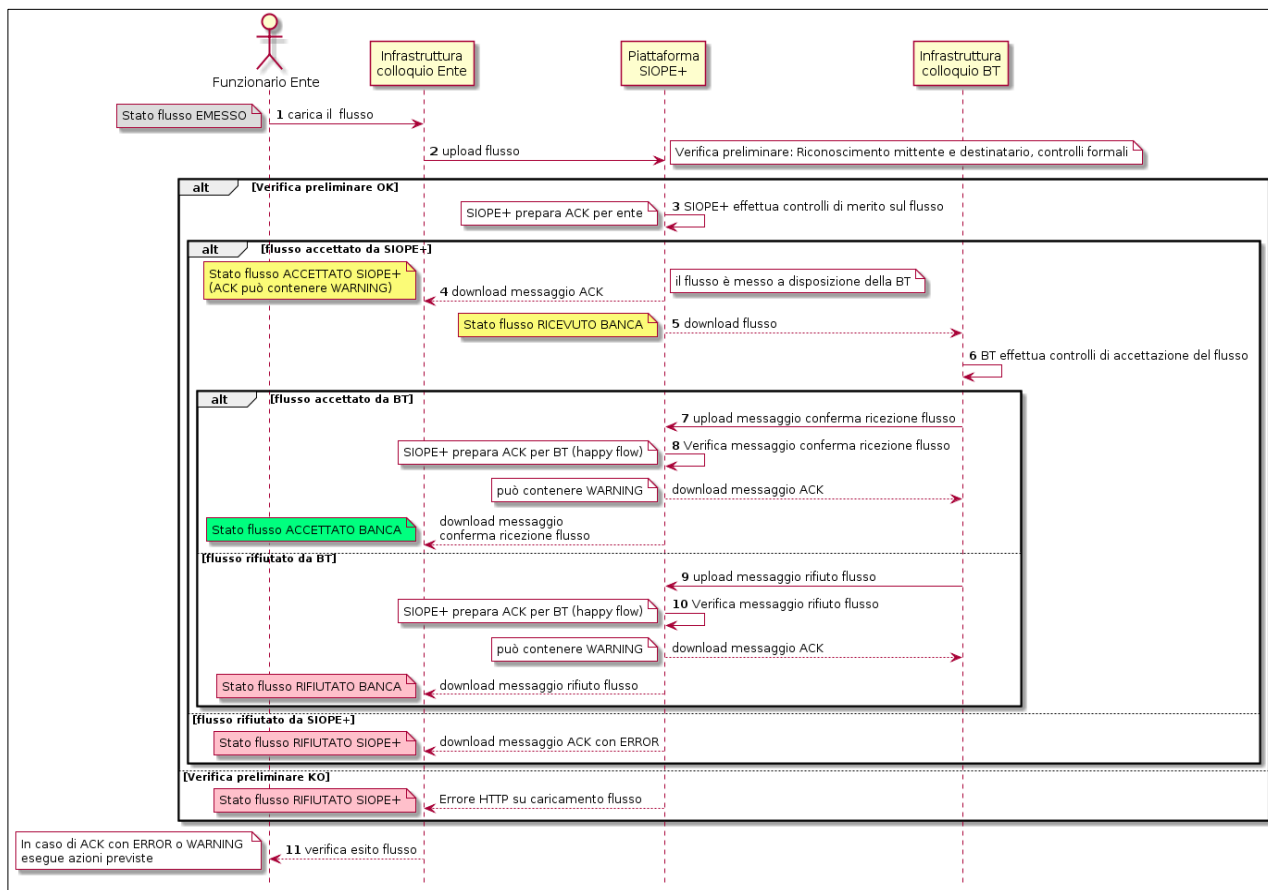 Funzionario Ente
Infrastruttura
colloquio Ente
Piattaforma
SIOPE+
Infrastruttura
colloquio BT
Stato flusso EMESSO
1 carica il flusso
2 upload flusso
Verifica preliminare: Riconoscimento mittente e destinatario, controlli formali
alt [Verifica preliminare OK]
SIOPE+ prepara ACK per ente
3 SIOPE+ effettua controlli di merito sul flusso
alt [flusso accettato da SIOPE+]
Stato flusso ACCETTATO SIOPE+
(ACK può contenere WARNING)
4 download messaggio ACK
il flusso è messo a disposizione della BT
Stato flusso RICEVUTO BANCA
5 download flusso
6 BT effettua controlli di accettazione del flusso
alt [flusso accettato da BT]
7 upload messaggio conferma ricezione flusso
SIOPE+ prepara ACK per BT (happy flow)
8 Verifica messaggio conferma ricezione flusso
può contenere WARNING
download messaggio ACK
Stato flusso ACCETTATO BANCA
download messaggio
conferma ricezione flusso
[flusso rifiutato da BT]
9 upload messaggio rifiuto flusso
SIOPE+ prepara ACK per BT (happy flow)
10 Verifica messaggio rifiuto flusso
può contenere WARNING
download messaggio ACK
Stato flusso RIFIUTATO BANCA
download messaggio rifiuto flusso
[flusso rifiutato da SIOPE+]
Stato flusso RIFIUTATO SIOPE+
download messaggio ACK con ERROR
[Verifica preliminare KO]
Stato flusso RIFIUTATO SIOPE+
Errore HTTP su caricamento flusso
In caso di ACK con ERROR o WARNING
esegue azioni previste
11 verifica esito flusso